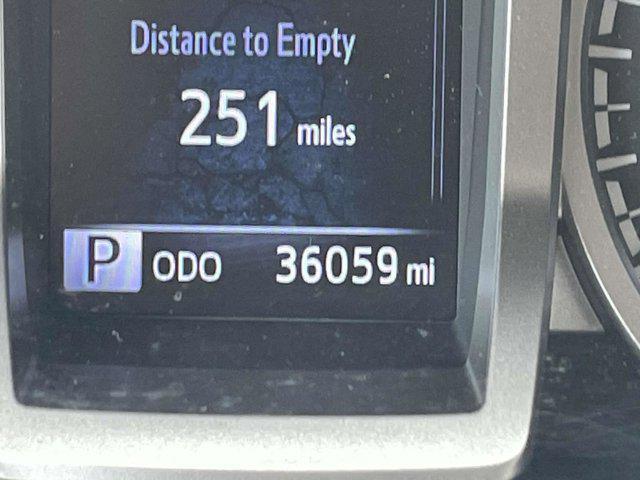 Distance to Empty
251 miles
P ODO 36059 mi